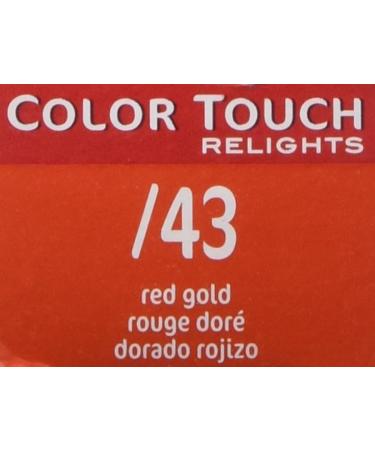 COLOR TOUCH
RELIGHTS
/43
red gold
rouge doré
dorado rojizo